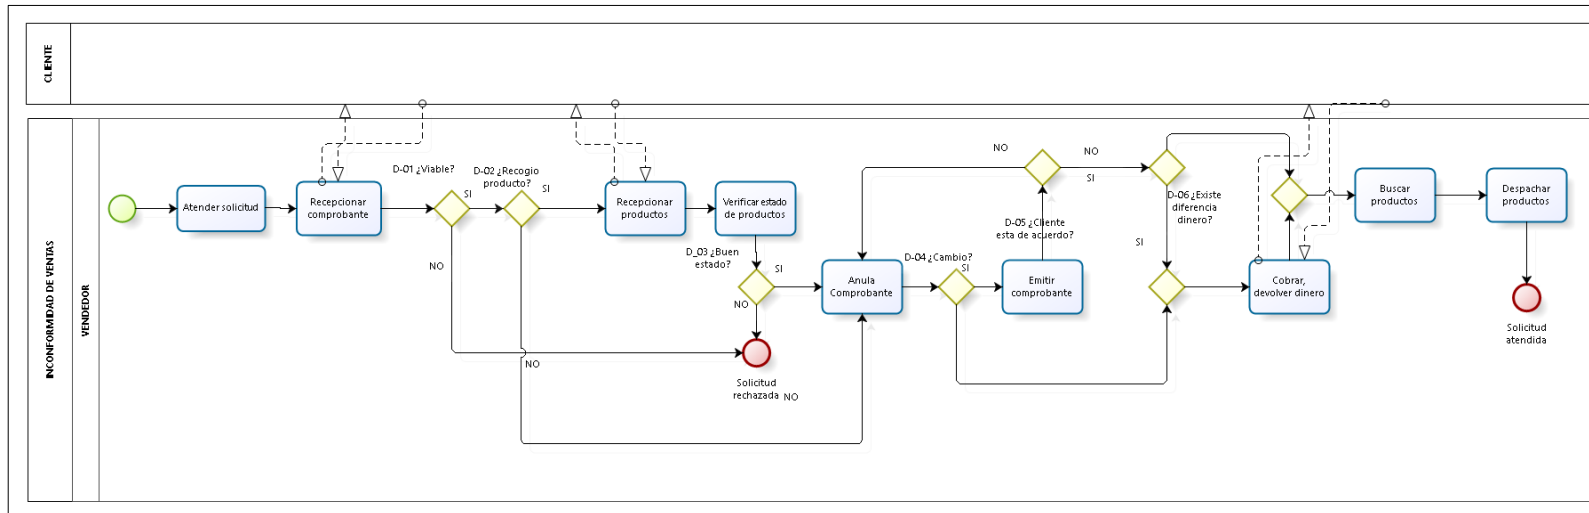 CLIENTE
INCONFORMIDAD DE VENTAS
VENDEDOR
Atender solicitud
Recepcionar
comprobante
D-01 ¿Viable?
SI
NO
D-02 ¿Recogio
producto?
SI
NO
Recepcionar
productos
Verificar estado
de productos
D_03 ¿Buen
estado?
SI
NO
Solicitud
rechazada
NO
Anula
Comprobante
D-04 ¿Cambio?
SI
Emitir
comprobante
D-05 ¿Cliente
esta de acuerdo?
NO
NO
SI
D-06 ¿Existe
diferencia
dinero?
SI
Cobrar,
devolver dinero
Buscar
productos
Despachar
productos
Solicitud
atendida